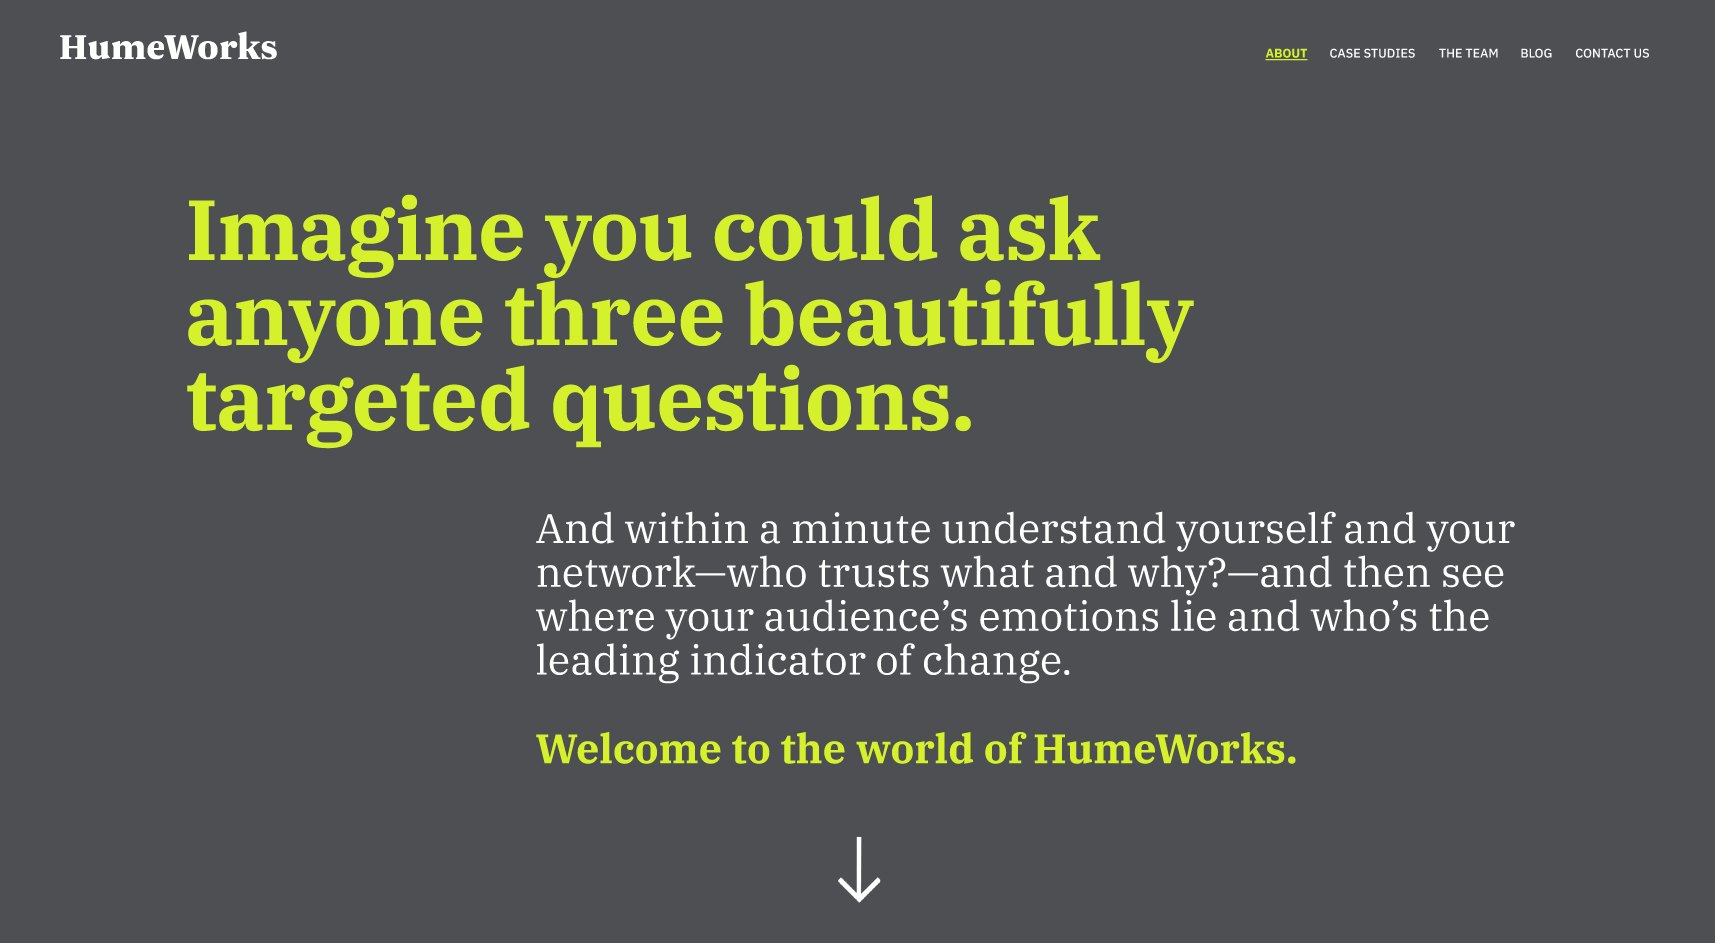 HumeWorks
ABOUT CASE STUDIES THE TEAM BLOG CONTACT US
Imagine you could ask
anyone three beautifully
targeted questions.
And within a minute understand yourself and your
network—who trusts what and why?—and then see
where your audience’s emotions lie and who’s the
leading indicator of change.
Welcome to the world of HumeWorks.